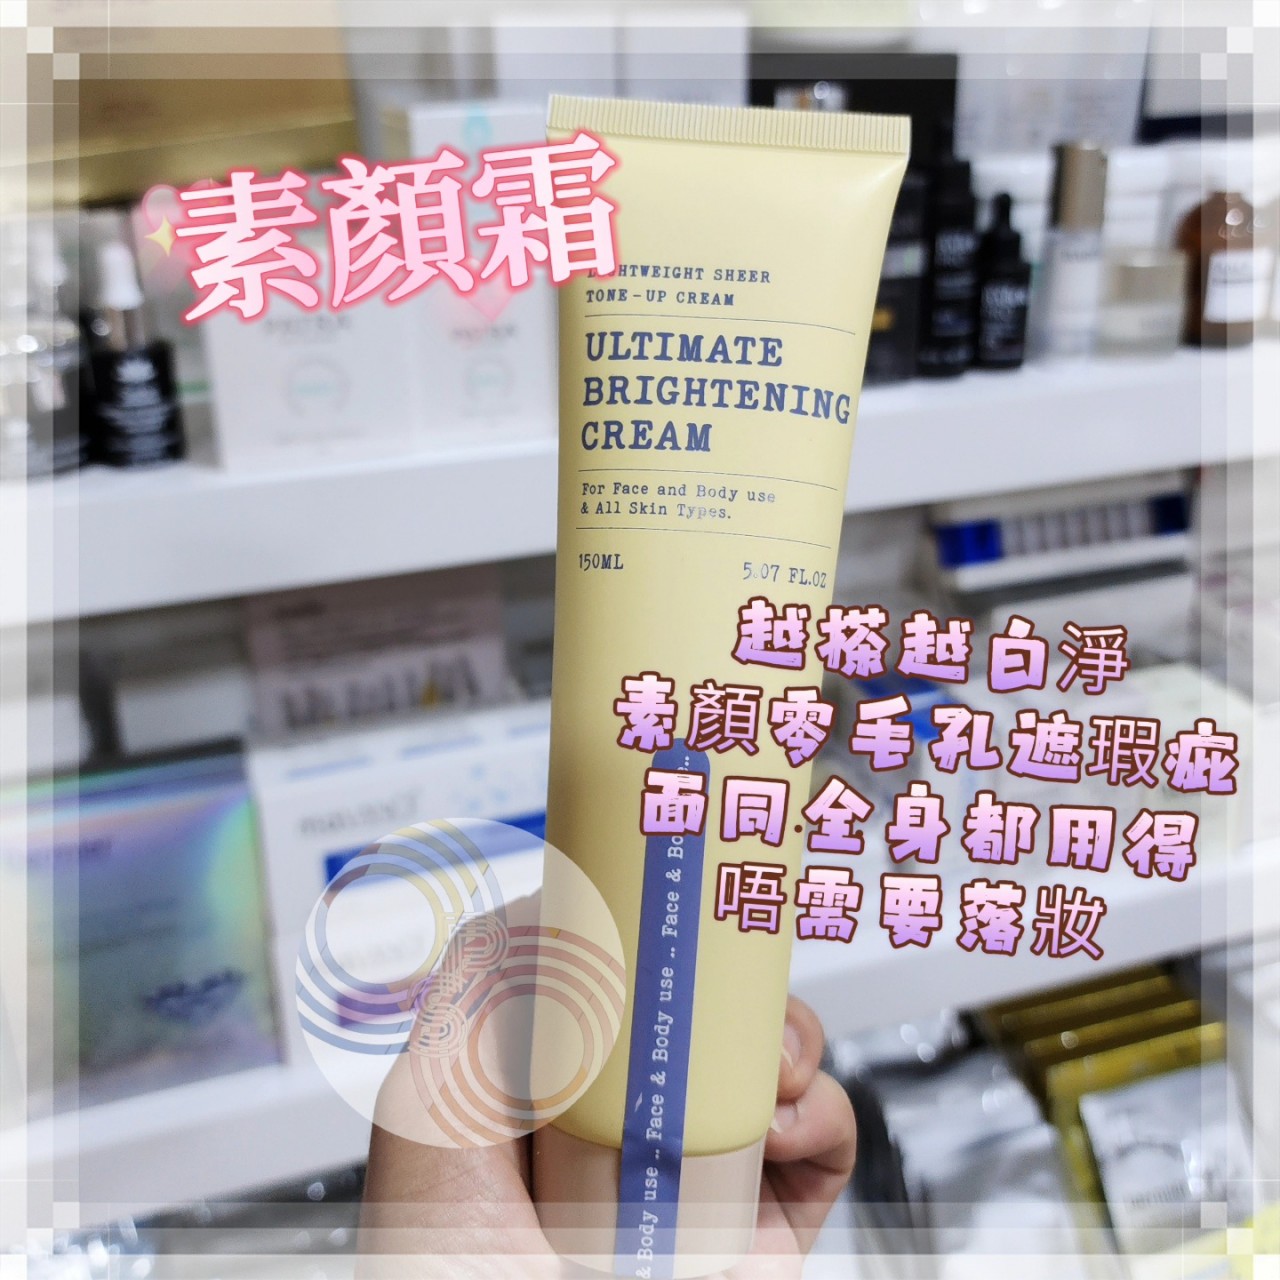 素顏霜
LIGHTWEIGHT SHEER
TONE-UP CREAM
ULTIMATE
BRIGHTENING
CREAM
For Face and Body use
& All Skin Types.
150ML 5.07 FL.OZ
越搽越白淨
素顏零毛孔遮瑕疵
面同全身都用得
唔需要落妝
& Body use .. Face & Body use .. Face & Bo